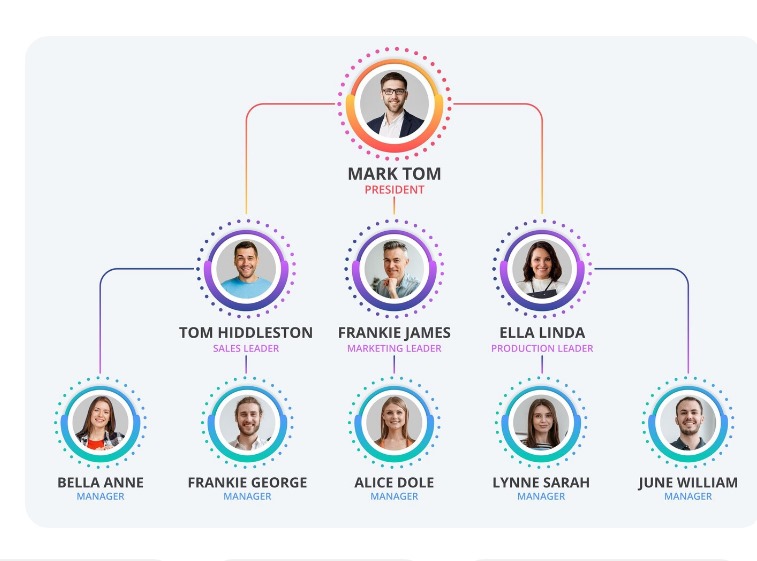 MARK TOM
PRESIDENT
TOM HIDDLESTON
SALES LEADER
FRANKIE JAMES
MARKETING LEADER
ELLA LINDA
PRODUCTION LEADER
BELLA ANNE
MANAGER
FRANKIE GEORGE
MANAGER
ALICE DOLE
MANAGER
LYNNE SARAH
MANAGER
JUNE WILLIAM
MANAGER